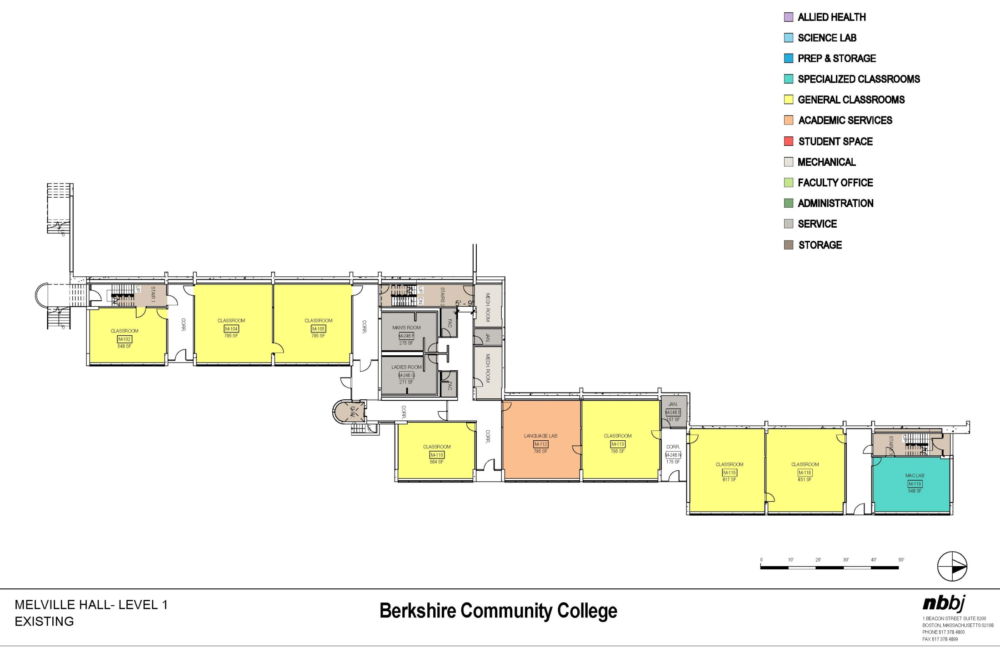 ALLIED HEALTH
SCIENCE LAB
PREP & STORAGE
SPECIALIZED CLASSROOMS
GENERAL CLASSROOMS
ACADEMIC SERVICES
STUDENT SPACE
MECHANICAL
FACULTY OFFICE
ADMINISTRATION
SERVICE
STORAGE
UP
UP
UP
STAIR 1
CLASSROOM
M-102
548 SF
CORR.
CLASSROOM
M-104
795 SF
CLASSROOM
M-105
795 SF
CORR.
UP
DN
STAIRS 2
5' - 9"
MECH. ROOM
MAN'S ROOM
M-246 F
275 SF
FAC
JAN.
MECH. ROOM
LADIES ROOM
M-246 G
271 SF
FAC
ELEV.
UP
CORR.
CLASSROOM
M-110
564 SF
CORR.
LANGUAGE LAB
M-112
795 SF
CLASSROOM
M-113
795 SF
JAN.
M-246 E
107 SF
CORR.
M-246 N
175 SF
CLASSROOM
M-115
817 SF
CLASSROOM
M-116
851 SF
STAIRS 3
UP
MAC LAB
M-119
548 SF
0 10' 20' 30' 40' 50'
MELVILLE HALL- LEVEL 1
EXISTING
Berkshire Community College
nbbj
1 BEACON STREET SUITE 5200
BOSTON, MASSACHUSETTS 02108
PHONE 617 378 4800
FAX 617 378 4899